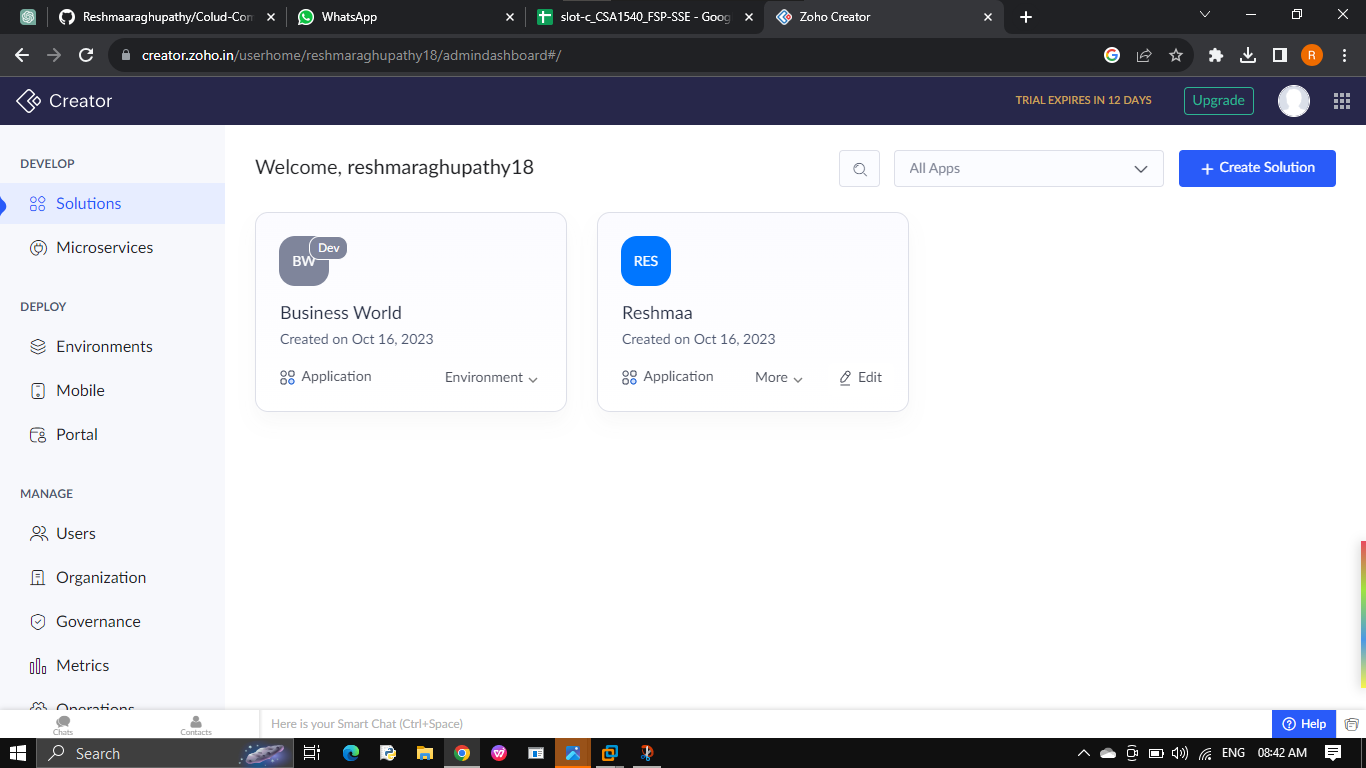 Reshmaaraghupathy/Colud-Con
WhatsApp
slot-c_CSA1540_FSP-SSE - Goog
Zoho Creator
creator.zoho.in/userhome/reshmaraghupathy18/admindashboard#/
R
Creator
TRIAL EXPIRES IN 12 DAYS
Upgrade
DEVELOP
Solutions
Microservices
DEPLOY
Environments
Mobile
Portal
MANAGE
Users
Organization
Governance
Metrics
Operations
Welcome, reshmaraghupathy18
All Apps
+ Create Solution
BW
Dev
Business World
Created on Oct 16, 2023
Application
Environment
RES
Reshmaa
Created on Oct 16, 2023
Application
More
Edit
Chats
Contacts
Here is your Smart Chat (Ctrl+Space)
Help
Search
ENG
08:42 AM